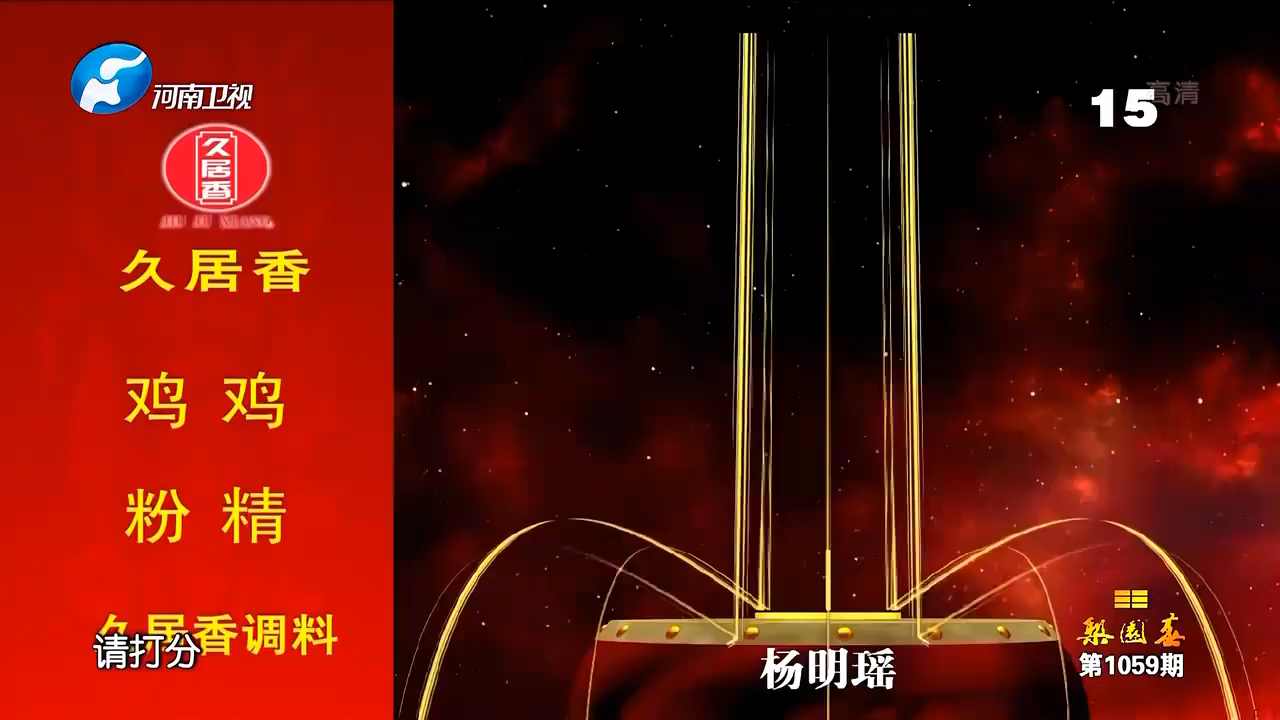 河南卫视
久居香
JIU JU XIANG
久居香
鸡 鸡
粉 精
久居香调料
请打分
15
高清
杨明瑶
梨园春
第1059期